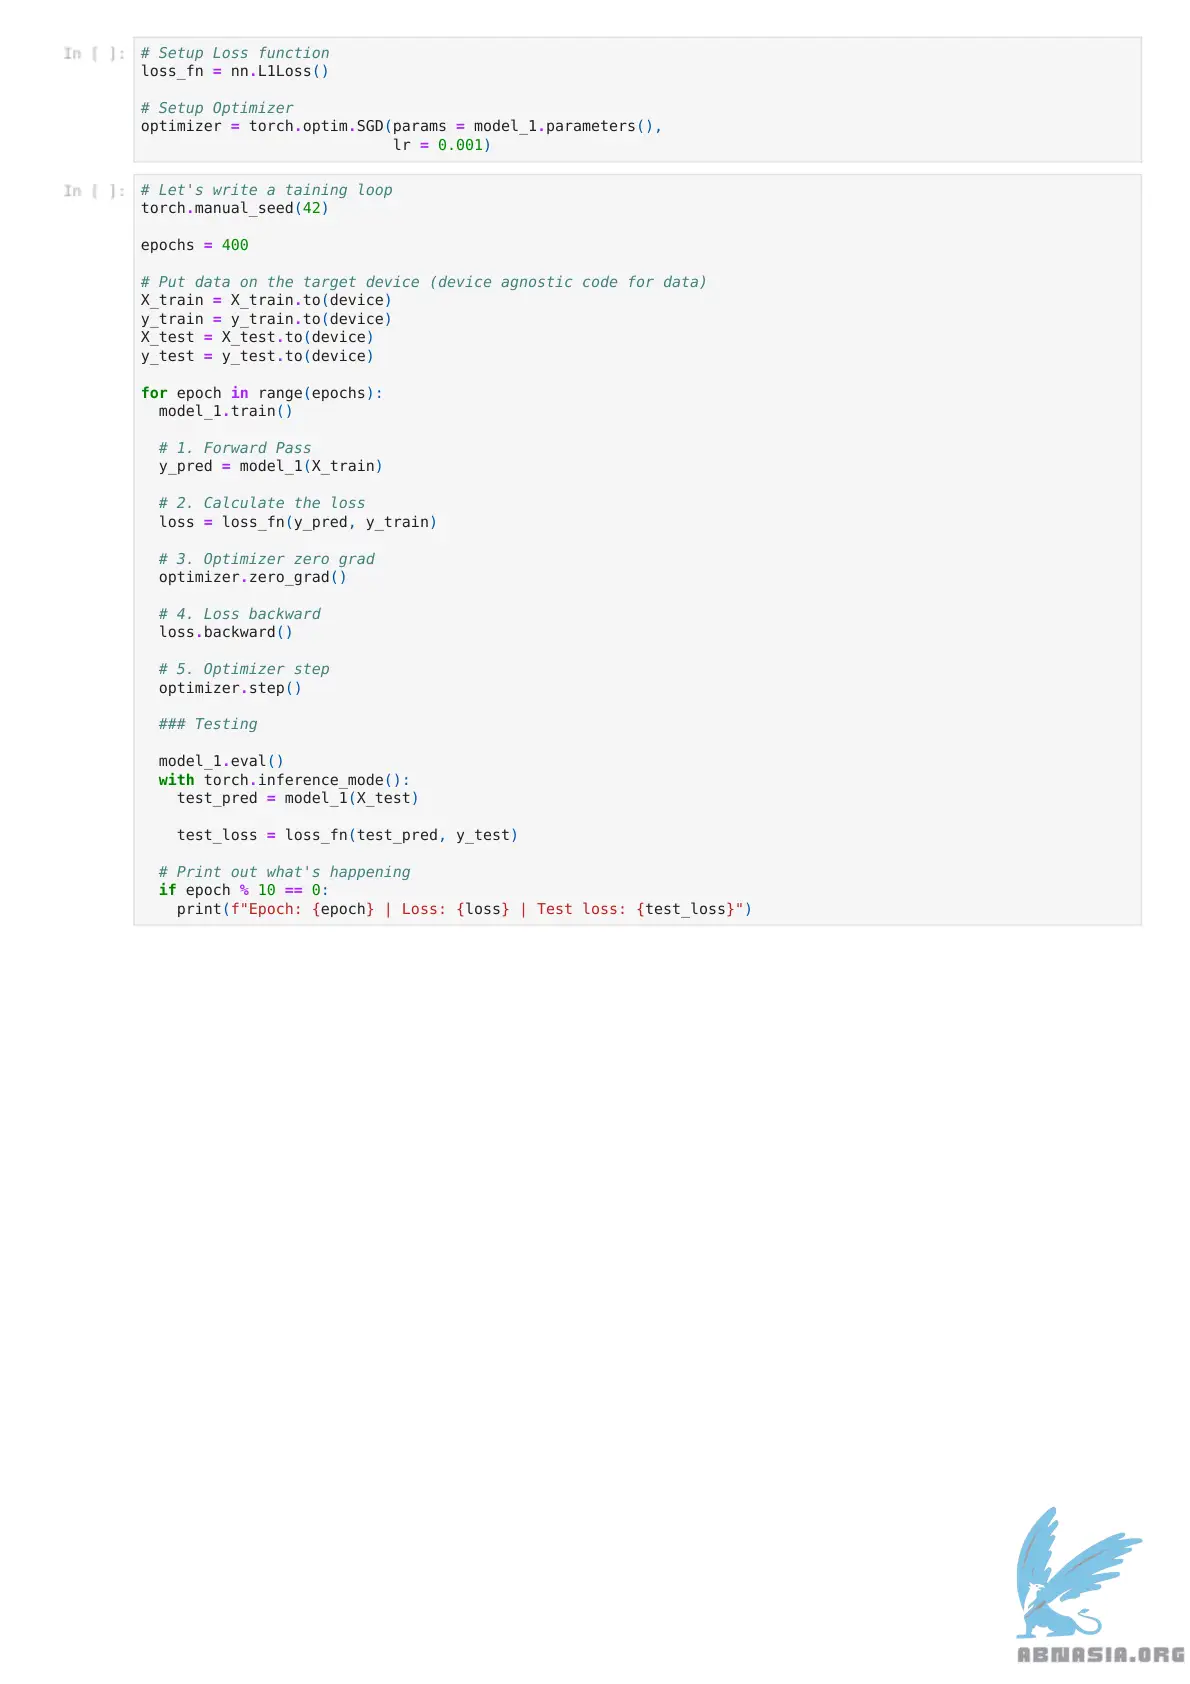 In [ ]: # Setup Loss function
loss_fn = nn.L1Loss()

# Setup Optimizer
optimizer = torch.optim.SGD(params = model_1.parameters(),
                            lr = 0.001)

In [ ]: # Let's write a taining loop
torch.manual_seed(42)

epochs = 400

# Put data on the target device (device agnostic code for data)
X_train = X_train.to(device)
y_train = y_train.to(device)
X_test = X_test.to(device)
y_test = y_test.to(device)

for epoch in range(epochs):
  model_1.train()

  # 1. Forward Pass
  y_pred = model_1(X_train)

  # 2. Calculate the loss
  loss = loss_fn(y_pred, y_train)

  # 3. Optimizer zero grad
  optimizer.zero_grad()

  # 4. Loss backward
  loss.backward()

  # 5. Optimizer step
  optimizer.step()

  ### Testing

  model_1.eval()
  with torch.inference_mode():
    test_pred = model_1(X_test)

    test_loss = loss_fn(test_pred, y_test)

  # Print out what's happening
  if epoch % 10 == 0:
    print(f"Epoch: {epoch} | Loss: {loss} | Test loss: {test_loss}")

ABNASIA.ORG